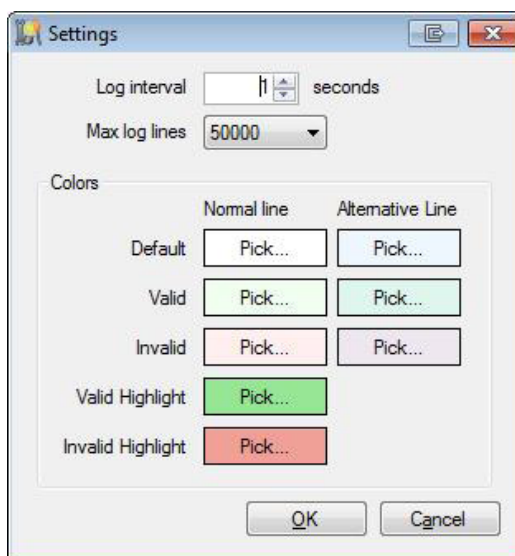 Settings
Log interval 1 seconds
Max log lines 50000
Colors
Normal line Alternative Line
Default Pick... Pick...
Valid Pick... Pick...
Invalid Pick... Pick...
Valid Highlight Pick...
Invalid Highlight Pick...
OK Cancel